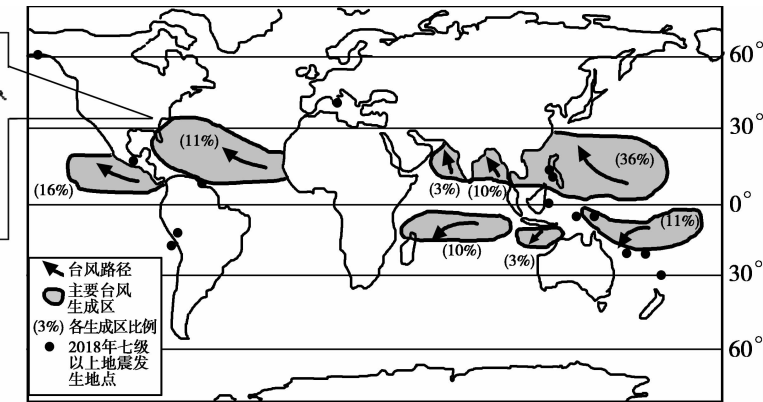 60°
30°
0°
30°
60°
(11%)
(36%)
(16%)
(3%)
(10%)
(11%)
(10%)
(3%)
台风路径
主要台风
生成区
(3%) 各生成区比例
2018年七级
以上地震发
生地点